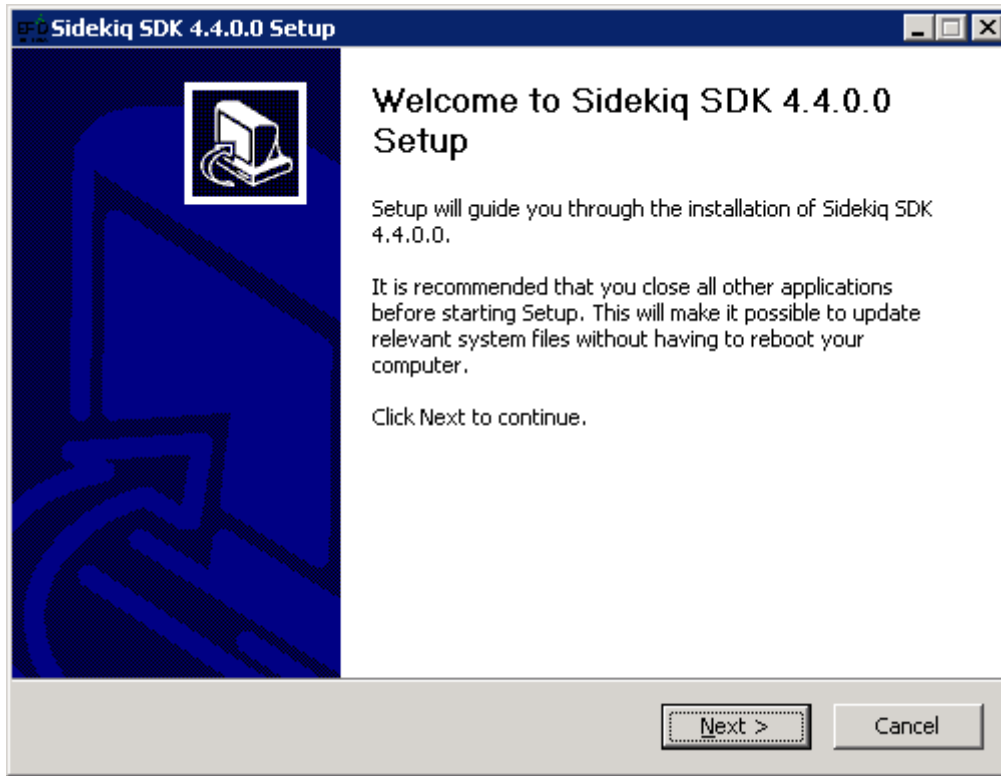 Sidekiq SDK 4.4.0.0 Setup
Welcome to Sidekiq SDK 4.4.0.0
Setup
Setup will guide you through the installation of Sidekiq SDK
4.4.0.0.
It is recommended that you close all other applications
before starting Setup. This will make it possible to update
relevant system files without having to reboot your
computer.
Click Next to continue.
Next >
Cancel